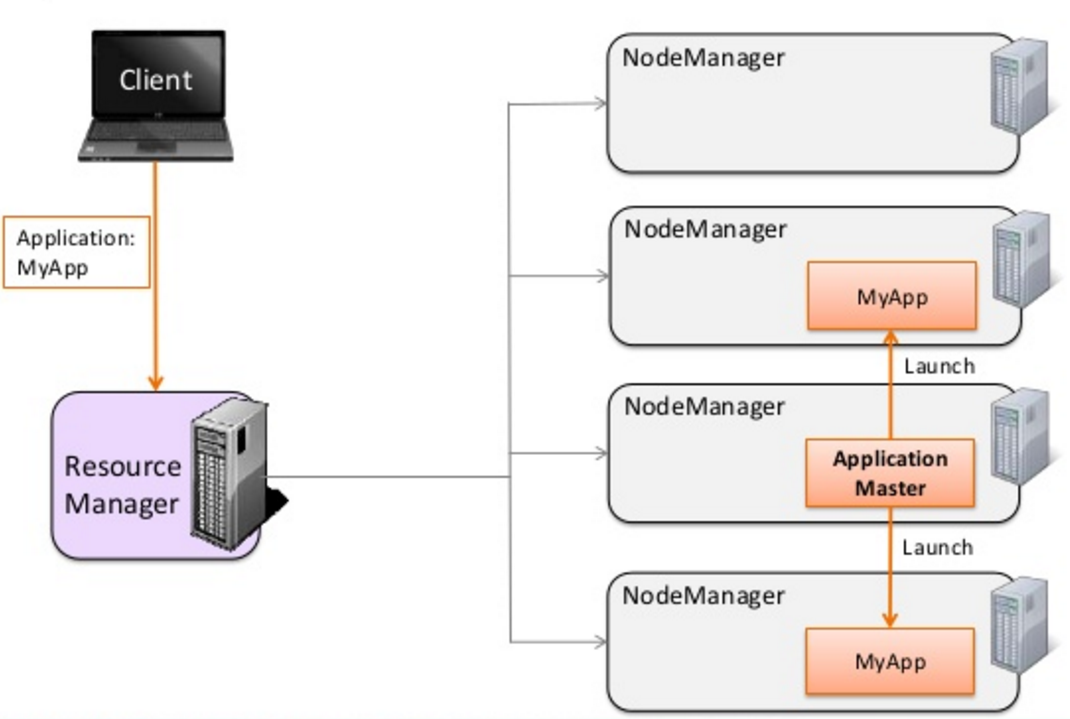 Client
Application:
MyApp
Resource
Manager
NodeManager
NodeManager
MyApp
Launch
NodeManager
Application
Master
Launch
NodeManager
MyApp